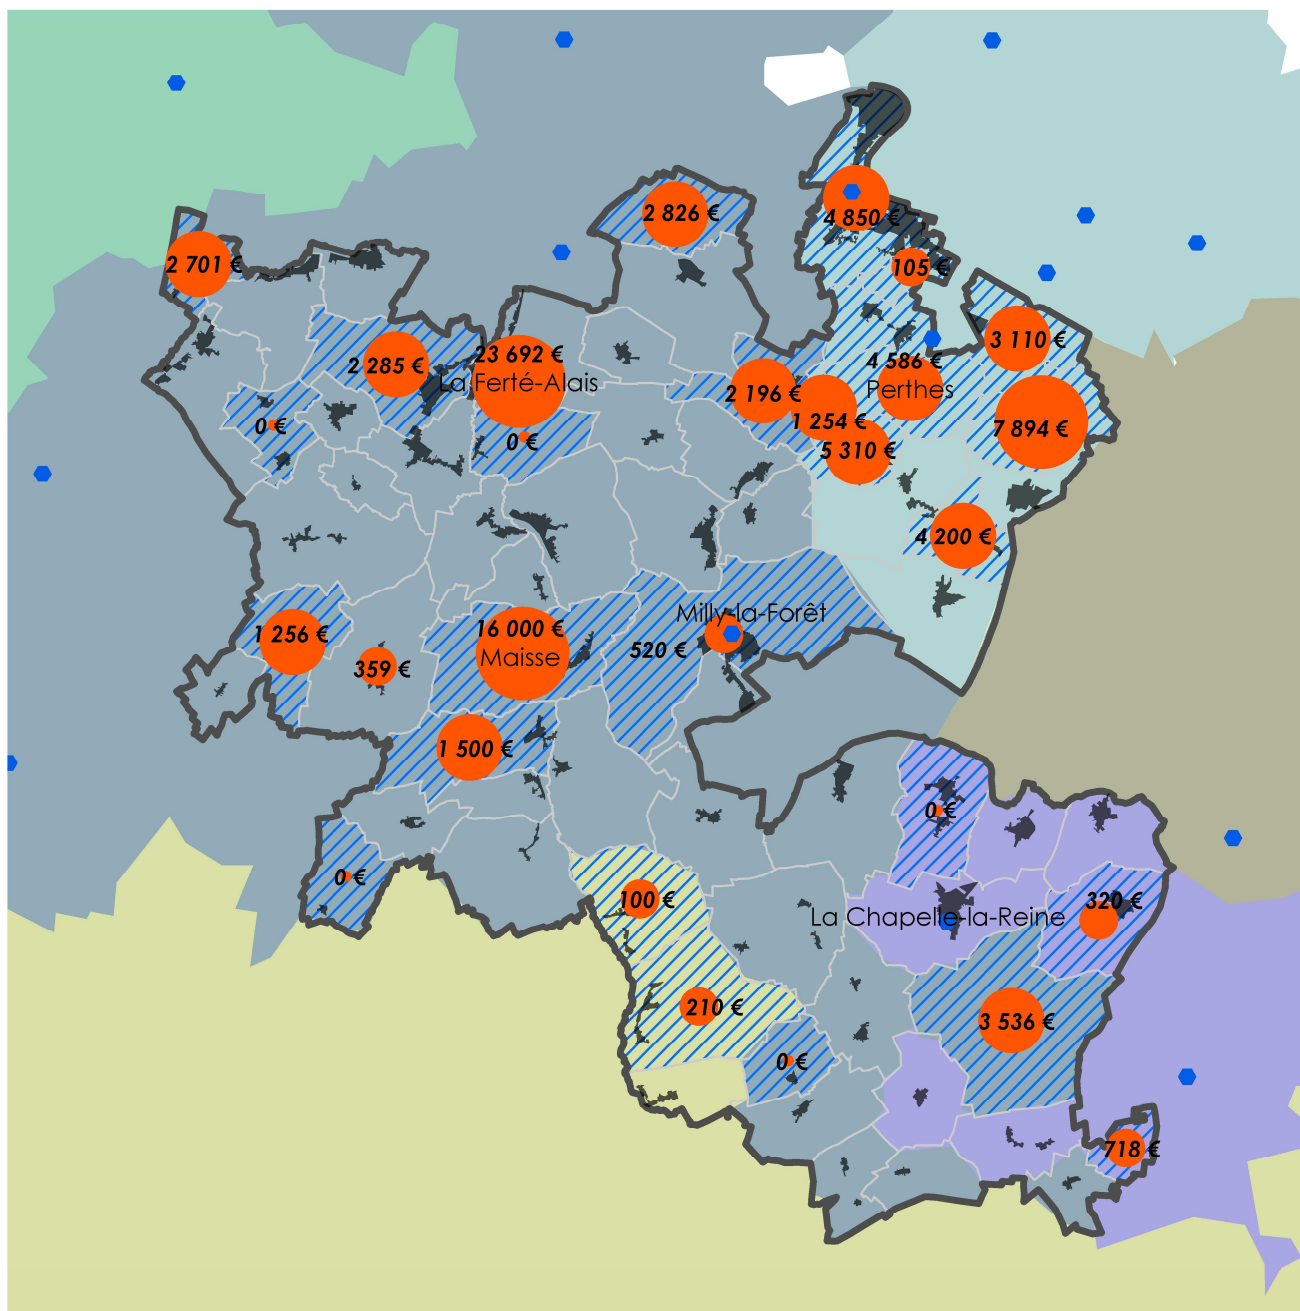 2 826 €
4 850 €
2 701 €
105 €
3 110 €
23 692 €
2 285 €
4 586 €
La Ferté-Alais
Perthes
2 196 €
1 254 €
0 €
7 894 €
0 €
5 310 €
4 200 €
Milly-la-Forêt
16 000 €
1 256 €
520 €
Maisse
359 €
1 500 €
0 €
0 €
100 €
320 €
La Chapelle-la-Reine
210 €
3 536 €
0 €
718 €